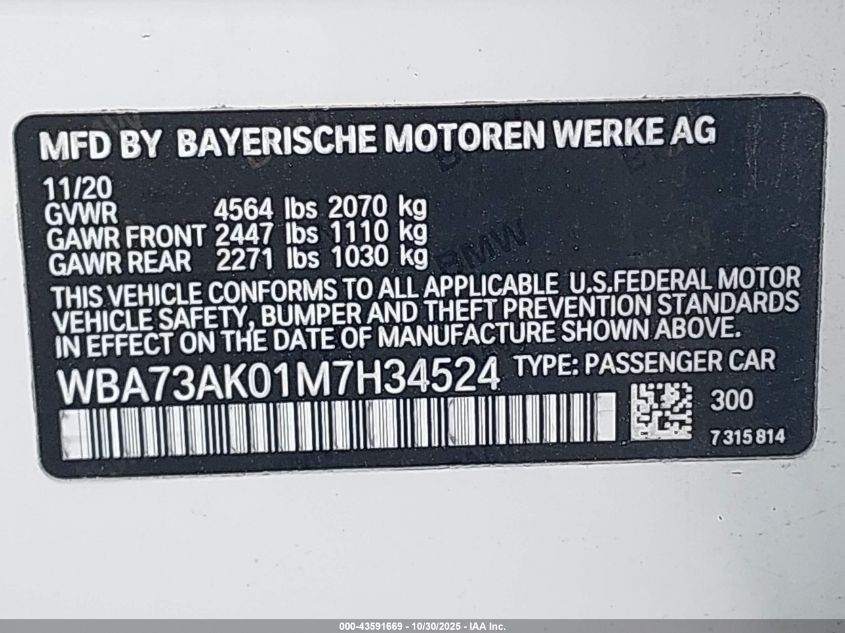 MFD BY BAYERISCHE MOTOREN WERKE AG
11/20
GVWR 4564 lbs 2070 kg
GAWR FRONT 2447 lbs 1110 kg
GAWR REAR 2271 lbs 1030 kg
BMW
THIS VEHICLE CONFORMS TO ALL APPLICABLE U.S.FEDERAL MOTOR
VEHICLE SAFETY, BUMPER AND THEFT PREVENTION STANDARDS
IN EFFECT ON THE DATE OF MANUFACTURE SHOWN ABOVE.
WBA73AK01M7H34524 TYPE: PASSENGER CAR
300
7315814
000-43591669 - 10/30/2025 - IAA Inc.